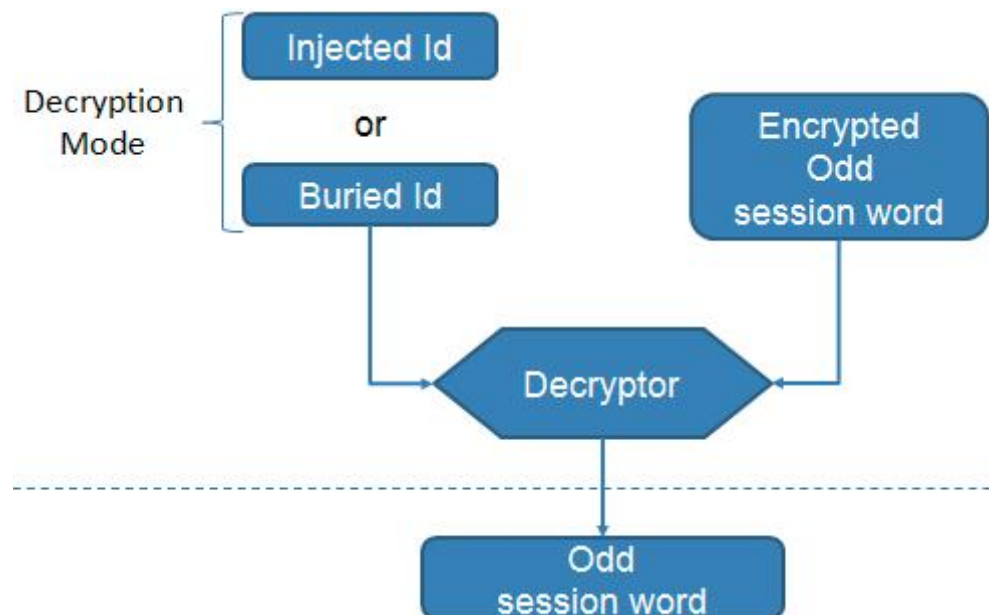 Injected Id
Decryption
Mode
or
Buried Id
Encrypted
Odd
session word
Decryptor
Odd
session word